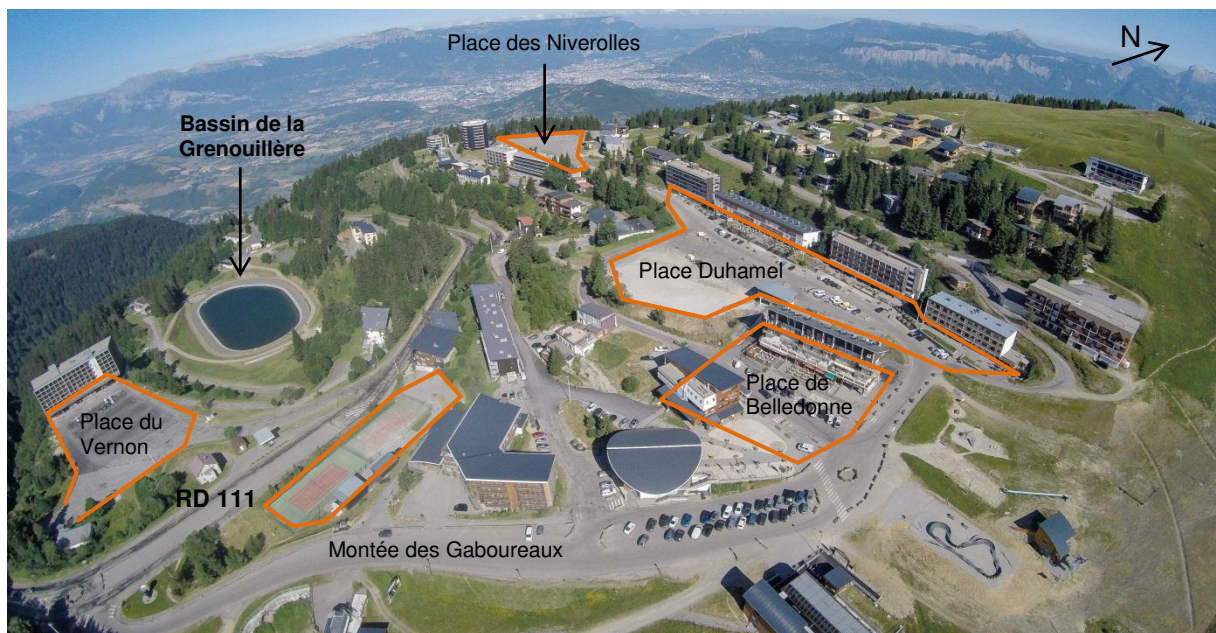 Place des Niverolles
N
Bassin de la
Grenouillère
Place Duhamel
Place de
Belledonne
Place du
Vernon
RD 111
Montée des Gaboureaux